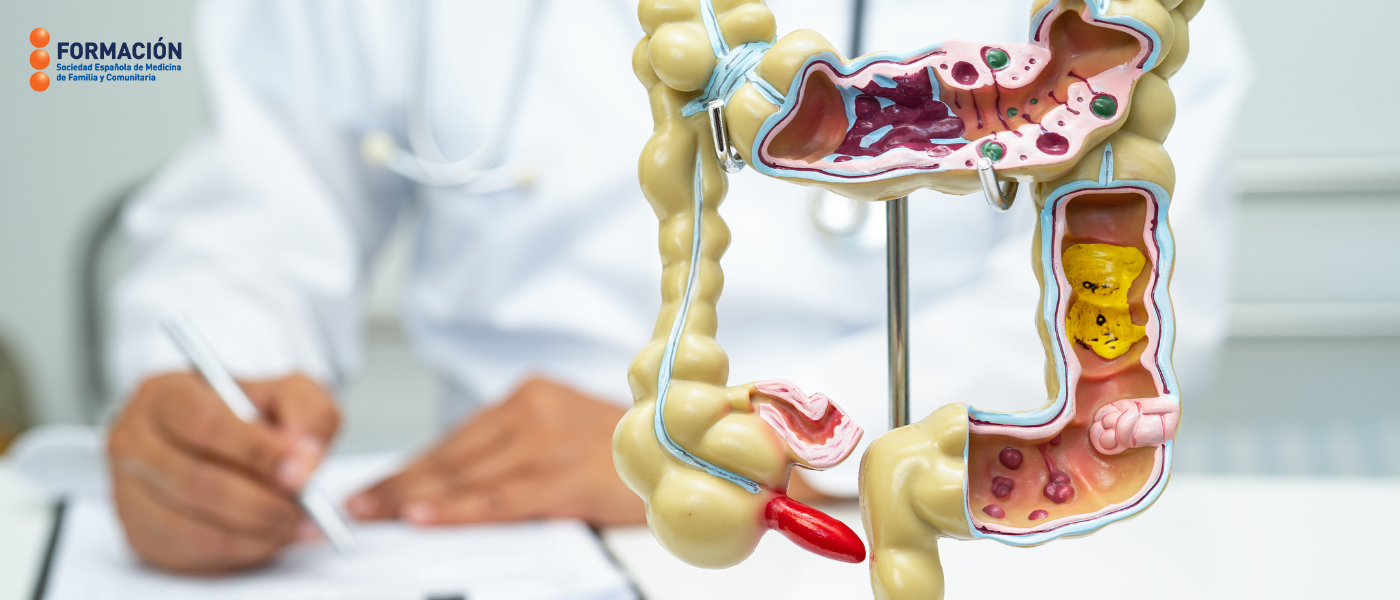 FORMACIÓN
Sociedad Española de Medicina
de Familia y Comunitaria